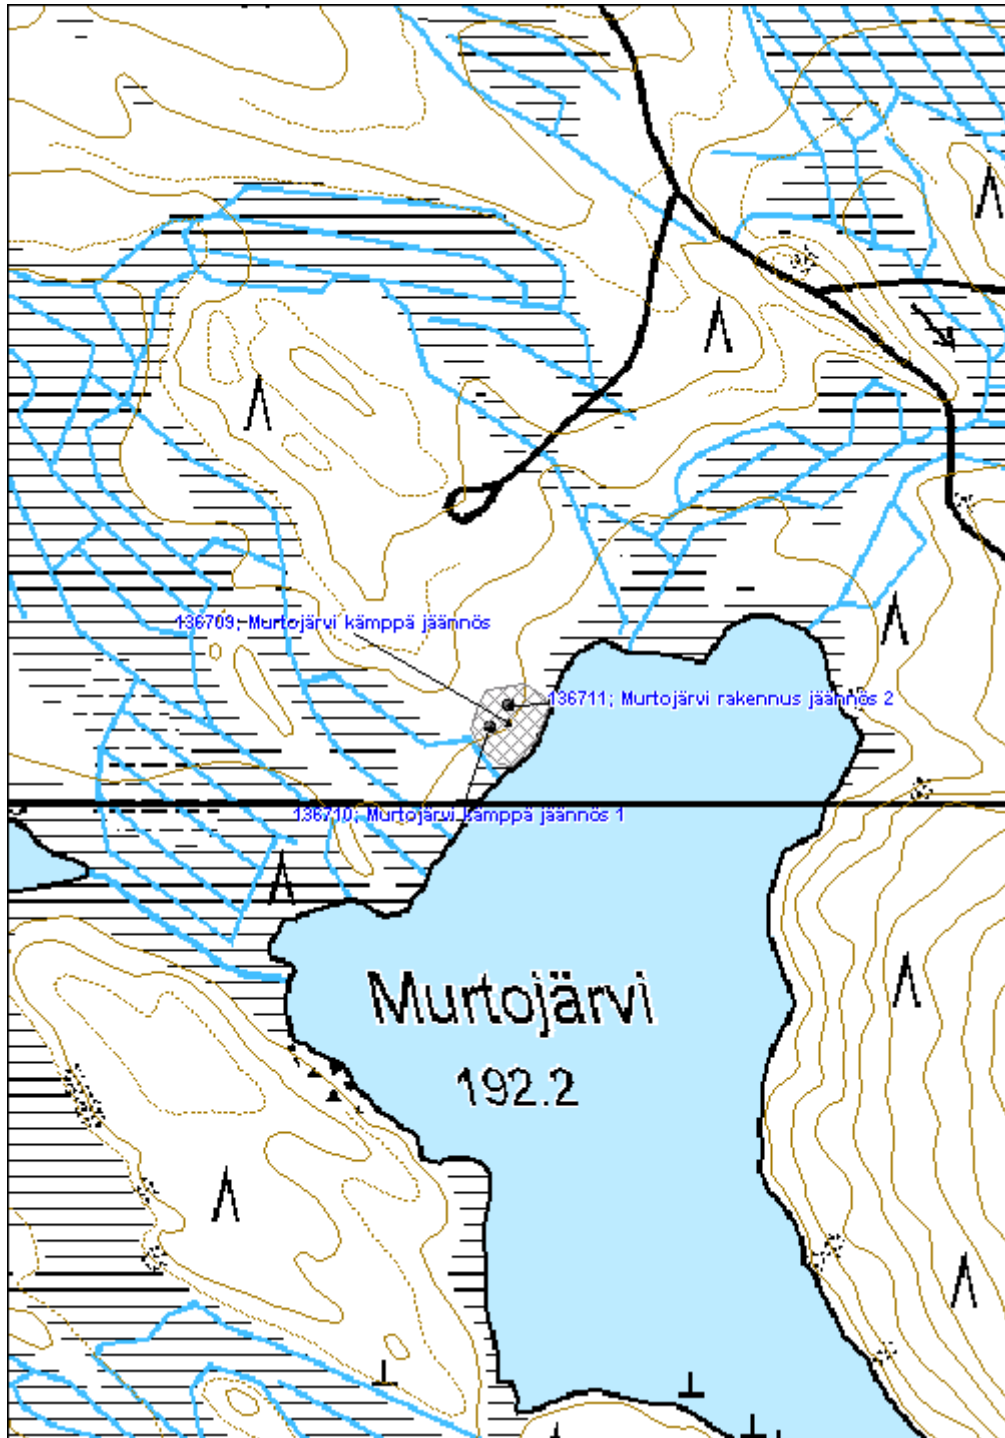 136709; Murtojärvi kämppä jäännös
136711; Murtojärvi rakennus jäännös 2
136710; Murtojärvi kämppä jäännös 1
Murtojärvi
192.2